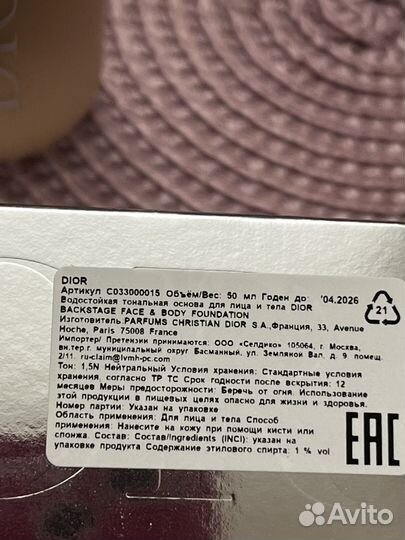 DIOR
DIOR
Артикул C033000015 Объём/Вес: 50 мл Годен до: '04.2026
Водостойкая тональная основа для лица и тела DIOR
BACKSTAGE FACE & BODY FOUNDATION
Изготовитель:PARFUMS CHRISTIAN DIOR S.A.,Франция, 33, Avenue
Hoche, Paris 75008 France
Импортер/ Претензии принимаются: ООО «Селдико» 105064, г. Москва,
вн.тер.г. муниципальный округ Басманный, ул. Земляной Вал, д. 9 помещ.
2/11. ru-claim@lvmh-pc.com
Тон: 1,5N Нейтральный Условия хранения: Стандартные условия
хранения, согласно ТР ТС Срок годности после вскрытия: 12
месяцев Меры предосторожности: Беречь от огня. Использование
этой продукции в пищевых целях опасно для жизни и здоровья.
Номер партии: Указан на упаковке
Область применения: Для лица и тела Способ
применения: Нанесите на кожу при помощи кисти или
спонжа. Состав: Состав/Ingredients (INCI): указан на
упаковке продукта Содержание этилового спирта: 1 % vol
21
EAC
Avito